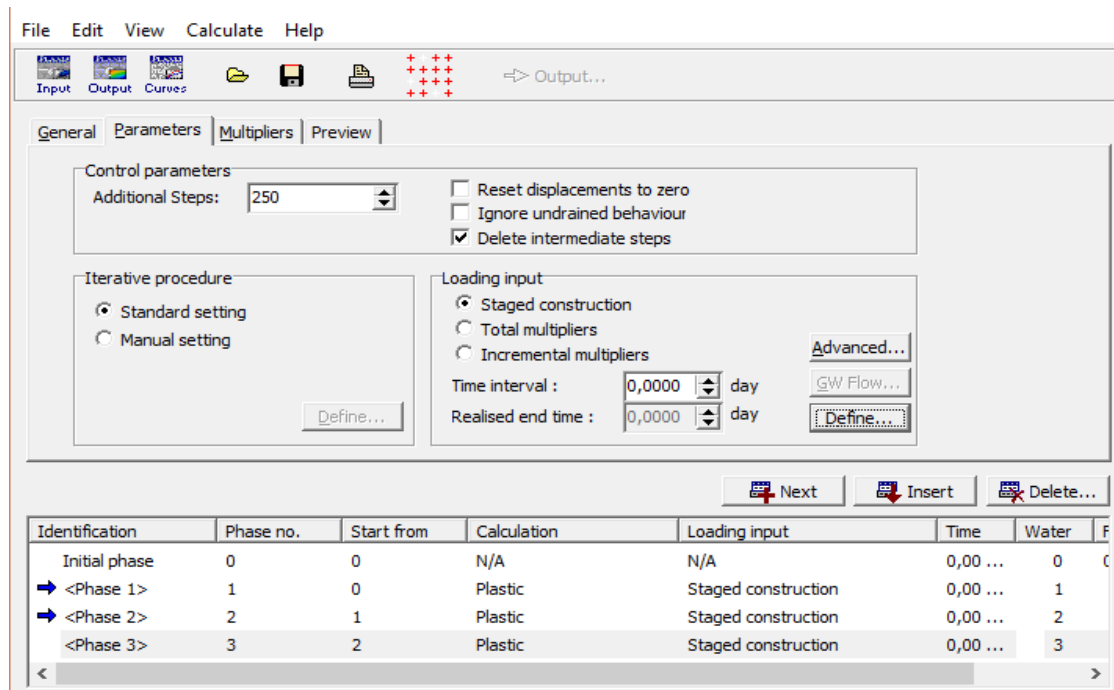 File Edit View Calculate Help
Input Output Curves Output...
General Parameters Multipliers Preview
Control parameters
Additional Steps: 250
Reset displacements to zero
Ignore undrained behaviour
Delete intermediate steps
Iterative procedure
Standard setting
Manual setting
Define...
Loading input
Staged construction
Total multipliers
Incremental multipliers
Advanced...
Time interval : 0,0000 day GW Flow...
Realised end time : 0,0000 day Define...
Next Insert Delete...
Identification Phase no. Start from Calculation Loading input Time Water F
Initial phase 0 0 N/A N/A 0,00 ... 0
<Phase 1> 1 0 Plastic Staged construction 0,00 ... 1
<Phase 2> 2 1 Plastic Staged construction 0,00 ... 2
<Phase 3> 3 2 Plastic Staged construction 0,00 ... 3